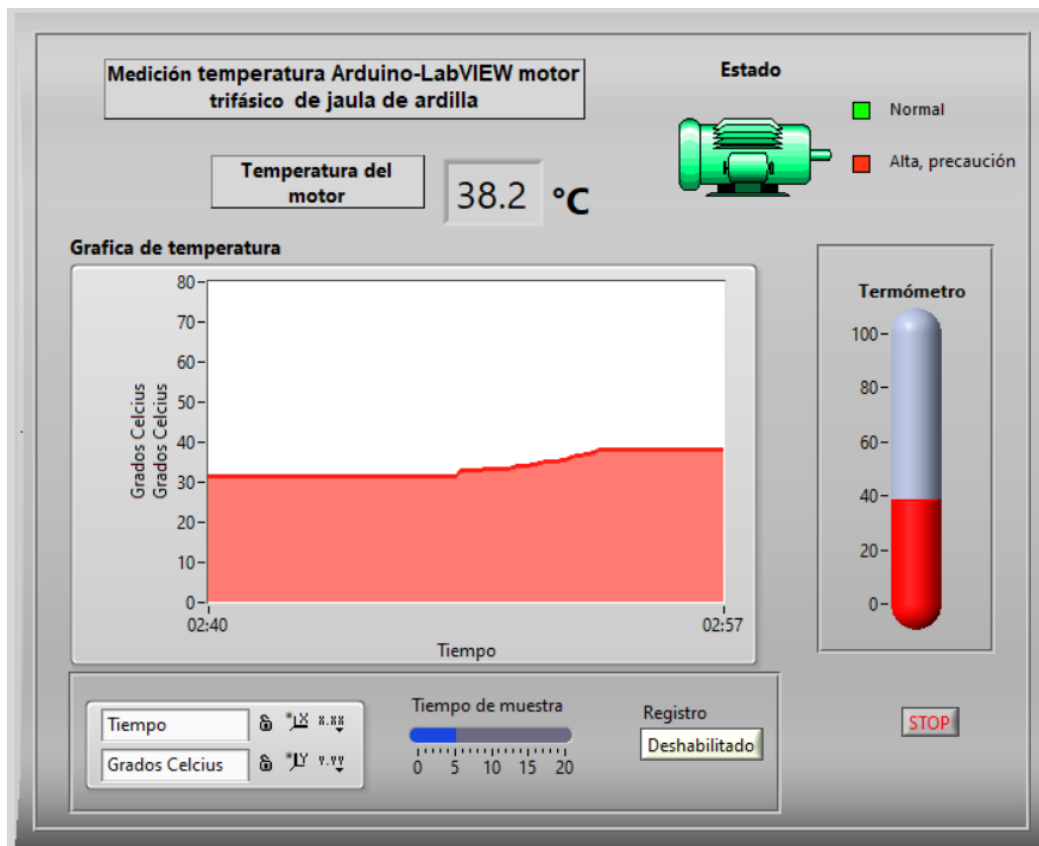 Medición temperatura Arduino-LabVIEW motor
trifásico de jaula de ardilla
Estado
Normal
Alta, precaución
Temperatura del
motor
38.2 °C
Grafica de temperatura
80
70
60
50
40
30
20
10
0
Grados Celcius
Grados Celcius
02:40
02:57
Tiempo
Termómetro
100
80
60
40
20
0
Tiempo
X X.XX
Grados Celcius
Y Y.YY
Tiempo de muestra
0 5 10 15 20
Registro
Deshabilitado
STOP